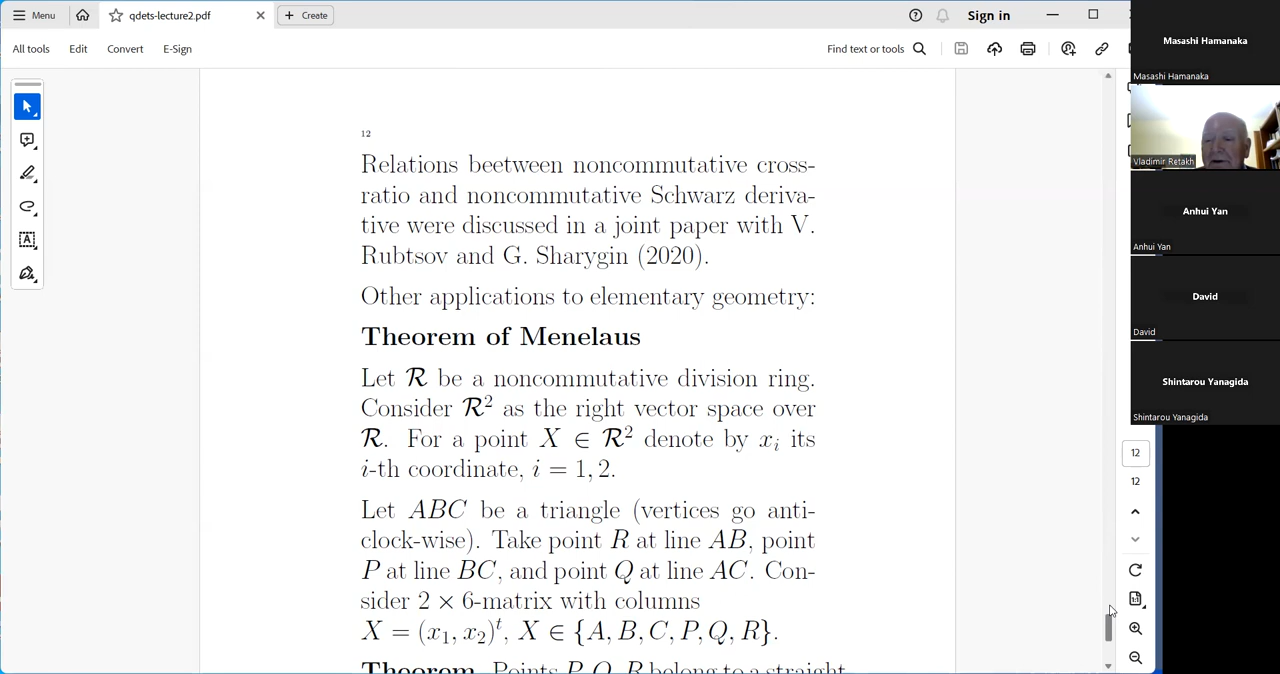 Menu
qdets-lecture2.pdf
Create
Sign in
All tools
Edit
Convert
E-Sign
Find text or tools
12
Relations beetween noncommutative cross-
ratio and noncommutative Schwarz deriva-
tive were discussed in a joint paper with V.
Rubtsov and G. Sharygin (2020).
Other applications to elementary geometry:
Theorem of Menelaus
Let 𝓡 be a noncommutative division ring.
Consider 𝓡² as the right vector space over
𝓡. For a point X ∈ 𝓡² denote by xᵢ its
i-th coordinate, i = 1, 2.
Let ABC be a triangle (vertices go anti-
clock-wise). Take point R at line AB, point
P at line BC, and point Q at line AC. Con-
sider 2 × 6-matrix with columns
X = (x₁, x₂)ᵗ, X ∈ {A, B, C, P, Q, R}.
Theorem. Points P, Q, R belong to a straight
Masashi Hamanaka
Masashi Hamanaka
Vladimir Retakh
Anhui Yan
Anhui Yan
David
David
Shintarou Yanagida
Shintarou Yanagida
12
12